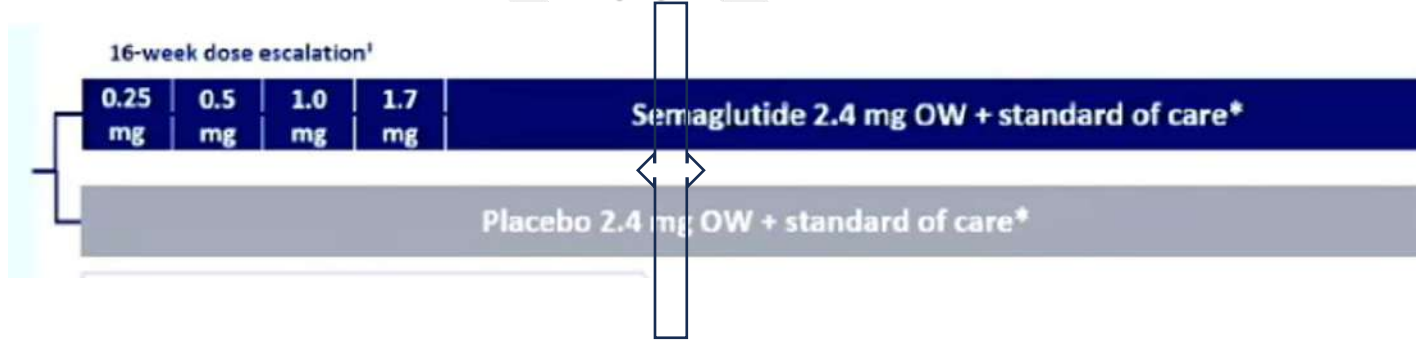 16-week dose escalation†
0.25 0.5 1.0 1.7
mg mg mg mg
Semaglutide 2.4 mg OW + standard of care*
Placebo 2.4 mg OW + standard of care*